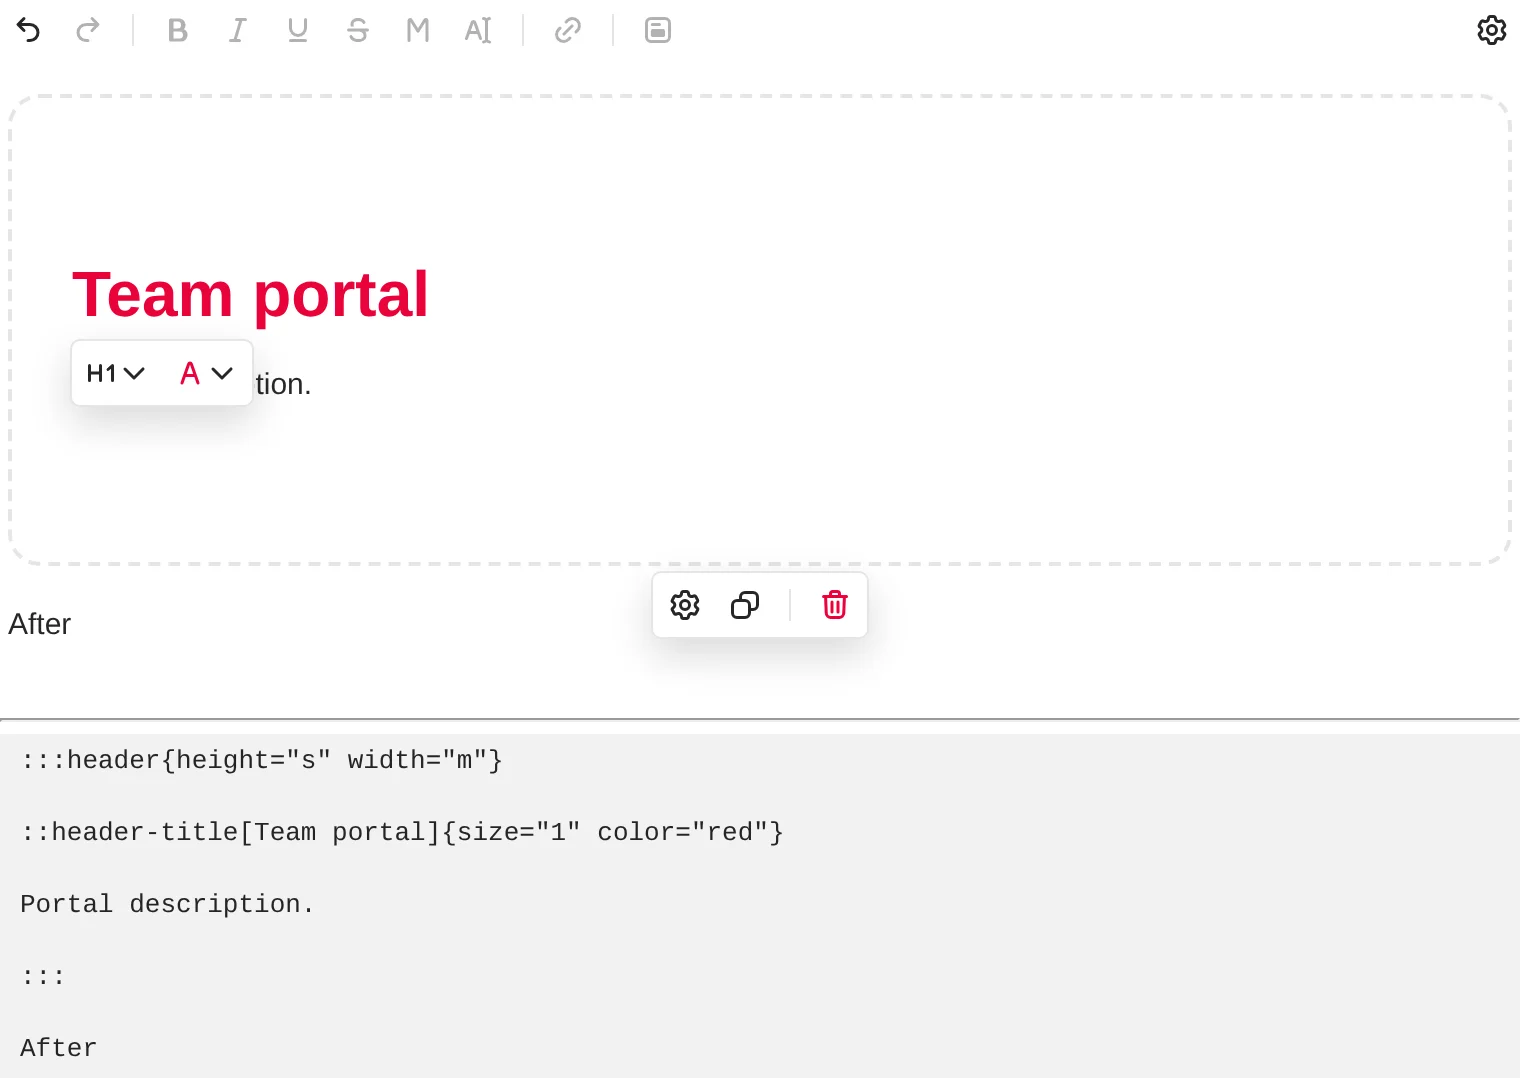 B I U S M A
Team portal
H1 A
tion.
After
:::header{height="s" width="m"}
::header-title[Team portal]{size="1" color="red"}
Portal description.
:::
After